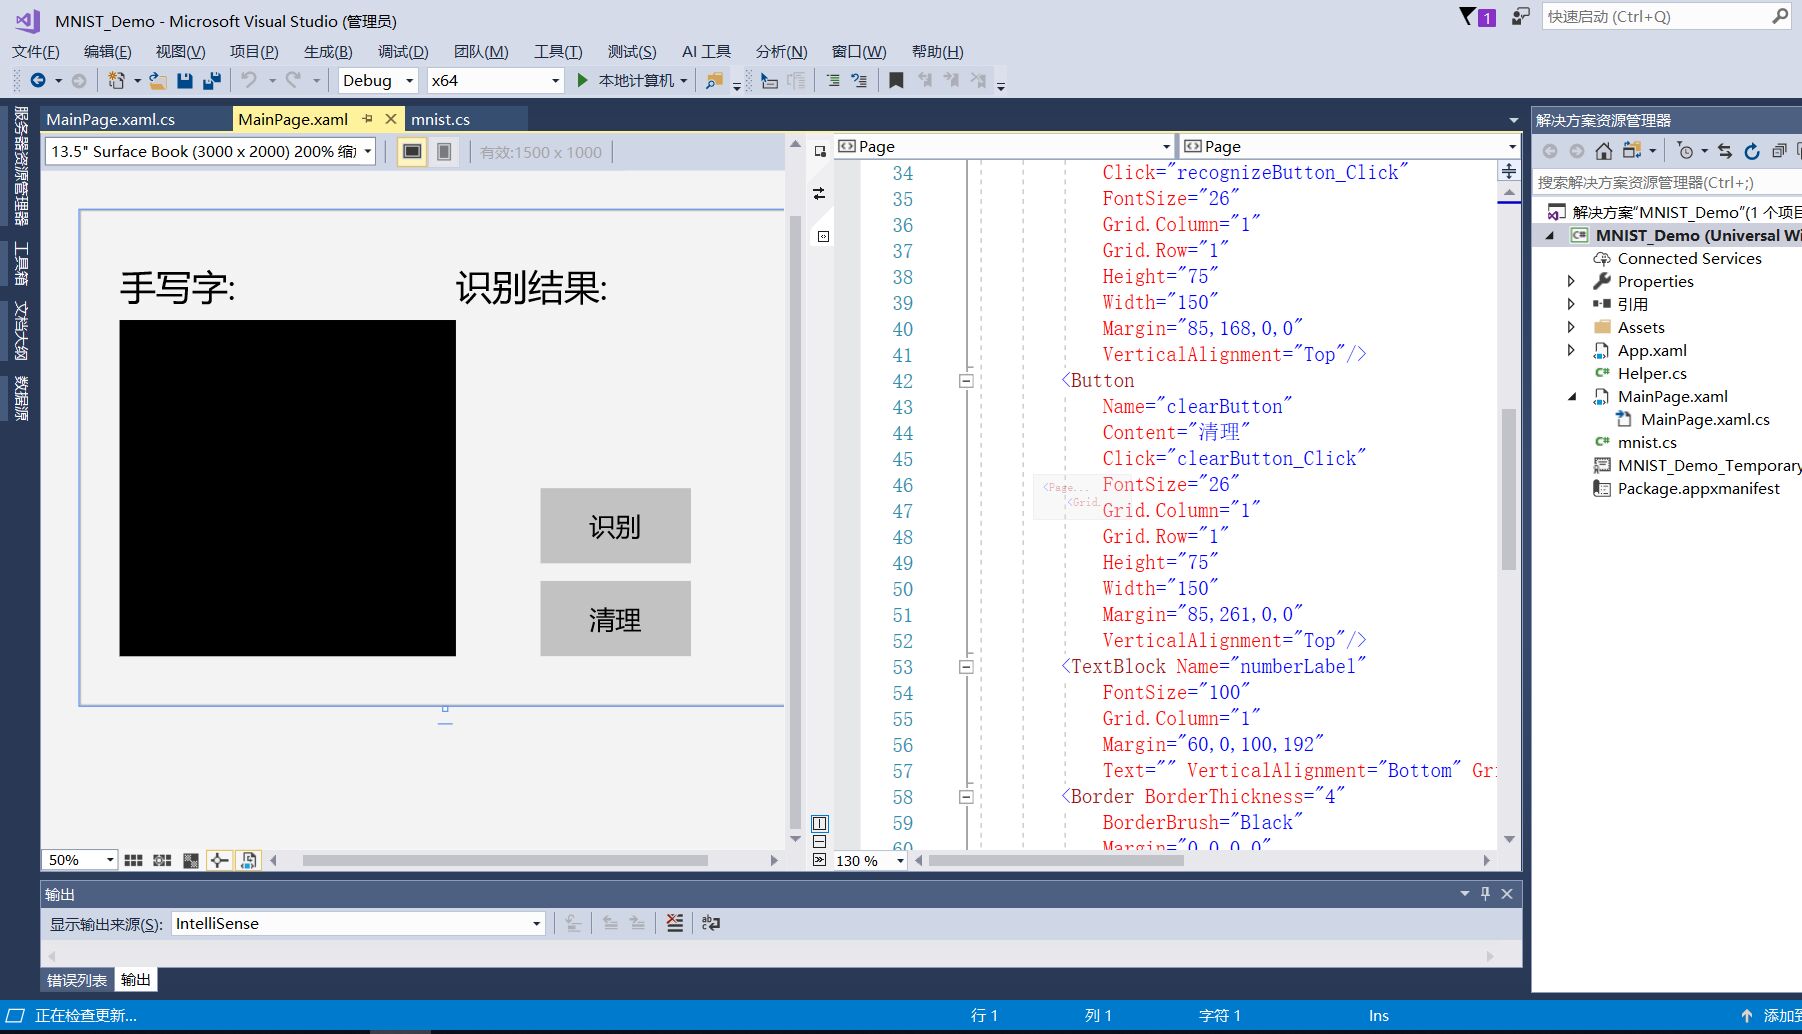 MNIST_Demo - Microsoft Visual Studio (管理员)
1
快速启动 (Ctrl+Q)
文件(F) 编辑(E) 视图(V) 项目(P) 生成(B) 调试(D) 团队(M) 工具(T) 测试(S) AI 工具 分析(N) 窗口(W) 帮助(H)
Debug x64 本地计算机
服务器资源管理器
工具箱
文档大纲
数据源
MainPage.xaml.cs MainPage.xaml mnist.cs
13.5" Surface Book (3000 x 2000) 200% 缩 有效:1500 x 1000
手写字: 识别结果:
识别
清理
50%
Page Page
34 Click="recognizeButton_Click"
35 FontSize="26"
36 Grid.Column="1"
37 Grid.Row="1"
38 Height="75"
39 Width="150"
40 Margin="85,168,0,0"
41 VerticalAlignment="Top"/>
42 <Button
43 Name="clearButton"
44 Content="清理"
45 Click="clearButton_Click"
46 FontSize="26"
47 Grid.Column="1"
48 Grid.Row="1"
49 Height="75"
50 Width="150"
51 Margin="85,261,0,0"
52 VerticalAlignment="Top"/>
53 <TextBlock Name="numberLabel"
54 FontSize="100"
55 Grid.Column="1"
56 Margin="60,0,100,192"
57 Text="" VerticalAlignment="Bottom" Gri
58 <Border BorderThickness="4"
59 BorderBrush="Black"
60 Margin="0,0,0,0"
<Page...
<Grid.
130 %
解决方案资源管理器
搜索解决方案资源管理器(Ctrl+;)
解决方案"MNIST_Demo"(1 个项目
MNIST_Demo (Universal Wi
Connected Services
Properties
引用
Assets
App.xaml
Helper.cs
MainPage.xaml
MainPage.xaml.cs
mnist.cs
MNIST_Demo_Temporary
Package.appxmanifest
输出
显示输出来源(S): IntelliSense
错误列表 输出
正在检查更新... 行 1 列 1 字符 1 Ins 添加到